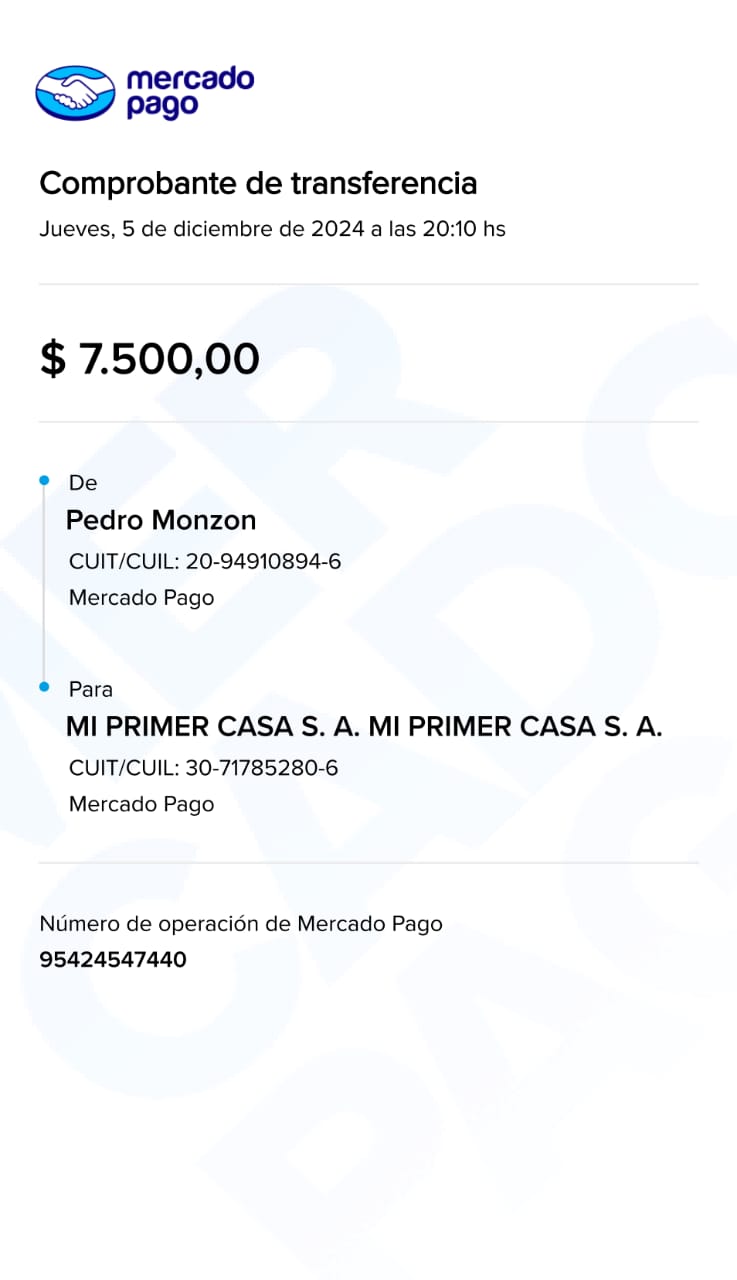 mercado
pago
Comprobante de transferencia
Jueves, 5 de diciembre de 2024 a las 20:10 hs
$ 7.500,00
De
Pedro Monzon
CUIT/CUIL: 20-94910894-6
Mercado Pago
Para
MI PRIMER CASA S. A. MI PRIMER CASA S. A.
CUIT/CUIL: 30-71785280-6
Mercado Pago
Número de operación de Mercado Pago
95424547440